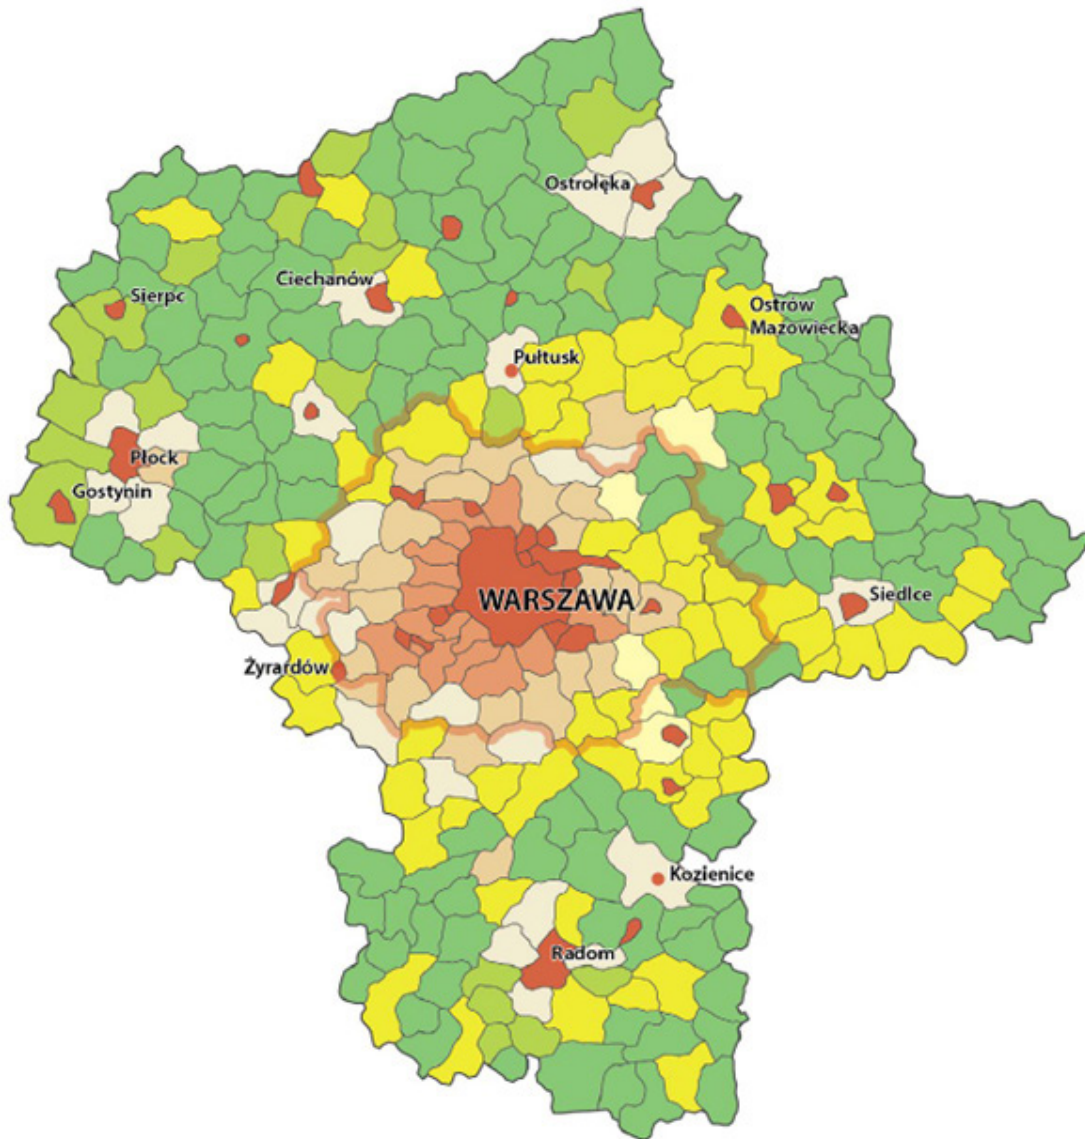 Ostrołęka
Ciechanów
Sierpc
Ostrów
Mazowiecka
Pułtusk
Płock
Gostynin
WARSZAWA
Siedlce
Żyrardów
Kozienice
Radom